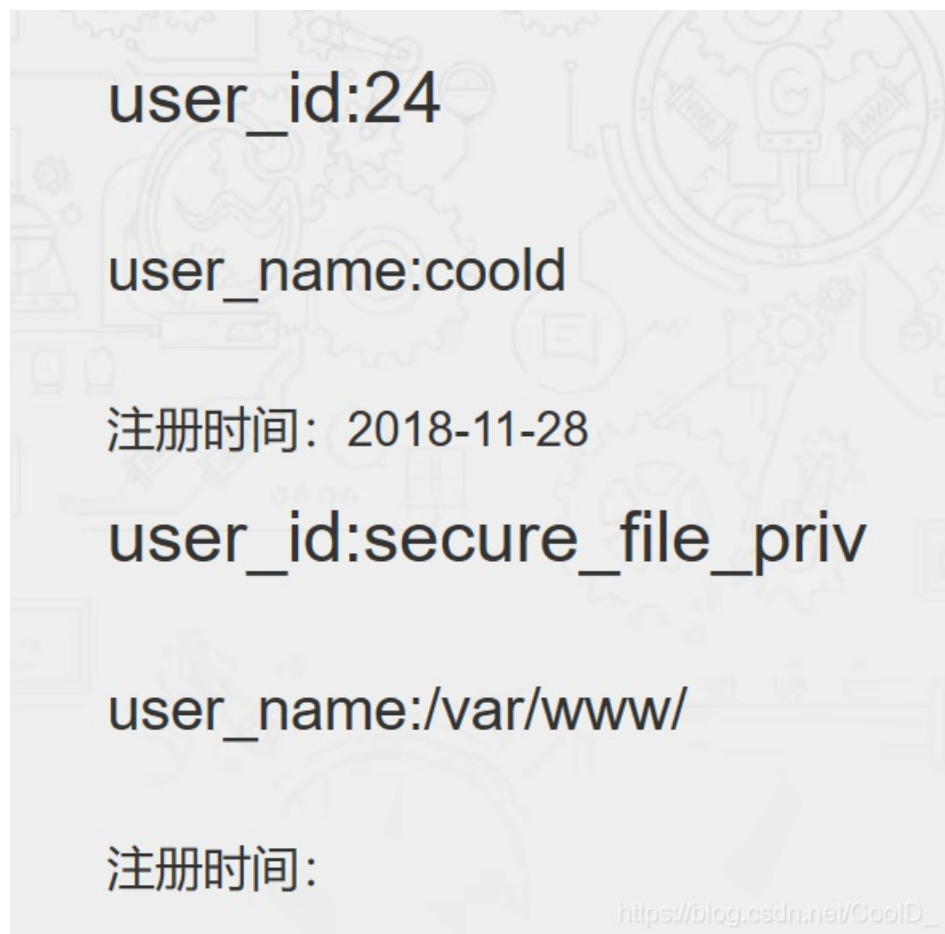 user_id:24
user_name:coold
注册时间：2018-11-28
user_id:secure_file_priv
user_name:/var/www/
注册时间：
https://blog.csdn.net/CoolD_